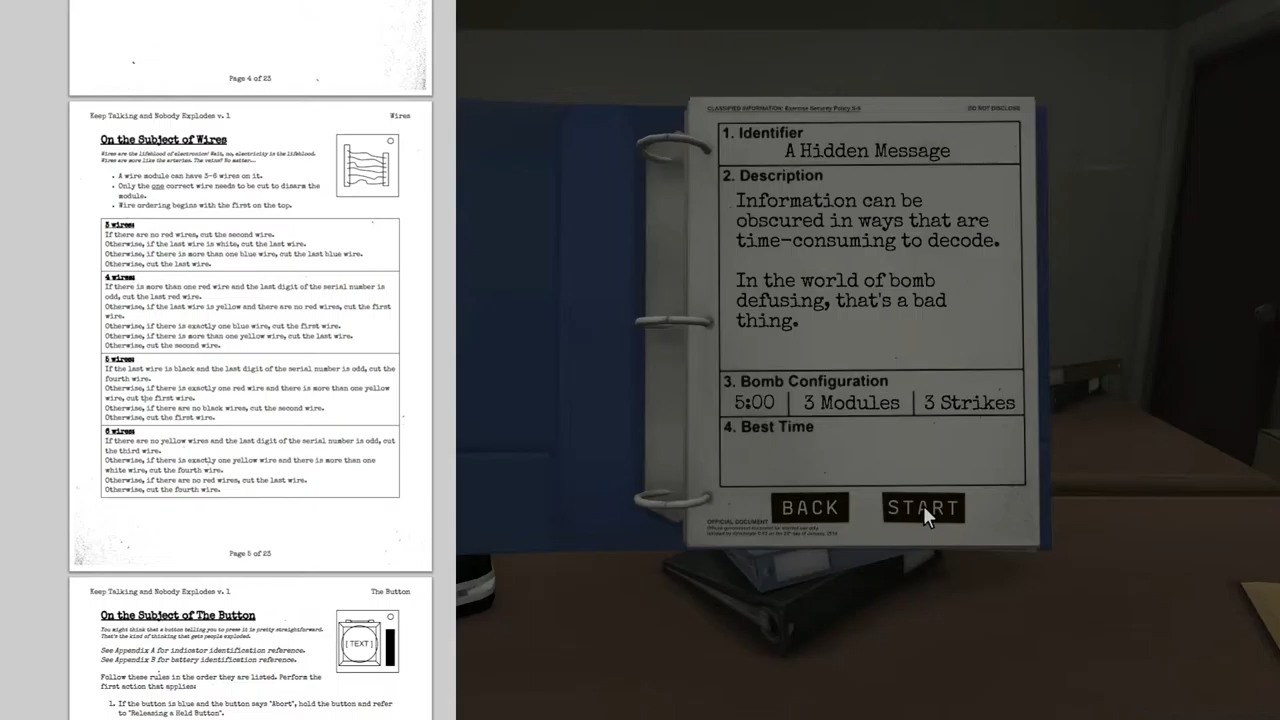 Page 4 of 23
Keep Talking and Nobody Explodes v. 1
Wires
On the Subject of Wires
Wires are the lifeblood of electronics! Wait, no, electricity is the lifeblood.
Wires are more like the arteries. The veins? No matter...
• A wire module can have 3-6 wires on it.
• Only the one correct wire needs to be cut to disarm the
module.
• Wire ordering begins with the first on the top.
3 wires:
If there are no red wires, cut the second wire.
Otherwise, if the last wire is white, cut the last wire.
Otherwise, if there is more than one blue wire, cut the last blue wire.
Otherwise, cut the last wire.
4 wires:
If there is more than one red wire and the last digit of the serial number is
odd, cut the last red wire.
Otherwise, if the last wire is yellow and there are no red wires, cut the first
wire.
Otherwise, if there is exactly one blue wire, cut the first wire.
Otherwise, if there is more than one yellow wire, cut the last wire.
Otherwise, cut the second wire.
5 wires:
If the last wire is black and the last digit of the serial number is odd, cut the
fourth wire.
Otherwise, if there is exactly one red wire and there is more than one yellow
wire, cut the first wire.
Otherwise, if there are no black wires, cut the second wire.
Otherwise, cut the first wire.
6 wires:
If there are no yellow wires and the last digit of the serial number is odd, cut
the third wire.
Otherwise, if there is exactly one yellow wire and there is more than one
white wire, cut the fourth wire.
Otherwise, if there are no red wires, cut the last wire.
Otherwise, cut the fourth wire.
Page 5 of 23
Keep Talking and Nobody Explodes v. 1
The Button
On the Subject of The Button
You might think that a button telling you to press it is pretty straightforward.
That's the kind of thinking that gets people exploded.
[TEXT]
See Appendix A for indicator identification reference.
See Appendix B for battery identification reference.
Follow these rules in the order they are listed. Perform the
first action that applies:
1. If the button is blue and the button says "Abort", hold the button and refer
to "Releasing a Held Button".
CLASSIFIED INFORMATION: Exercise Security Policy
DO NOT DISCLOSE
1. Identifier
A Hidden Message
2. Description
Information can be
obscured in ways that are
time-consuming to decode.
In the world of bomb
defusing, that's a bad
thing.
3. Bomb Configuration
5:00 | 3 Modules | 3 Strikes
4. Best Time
BACK
START
OFFICIAL DOCUMENT